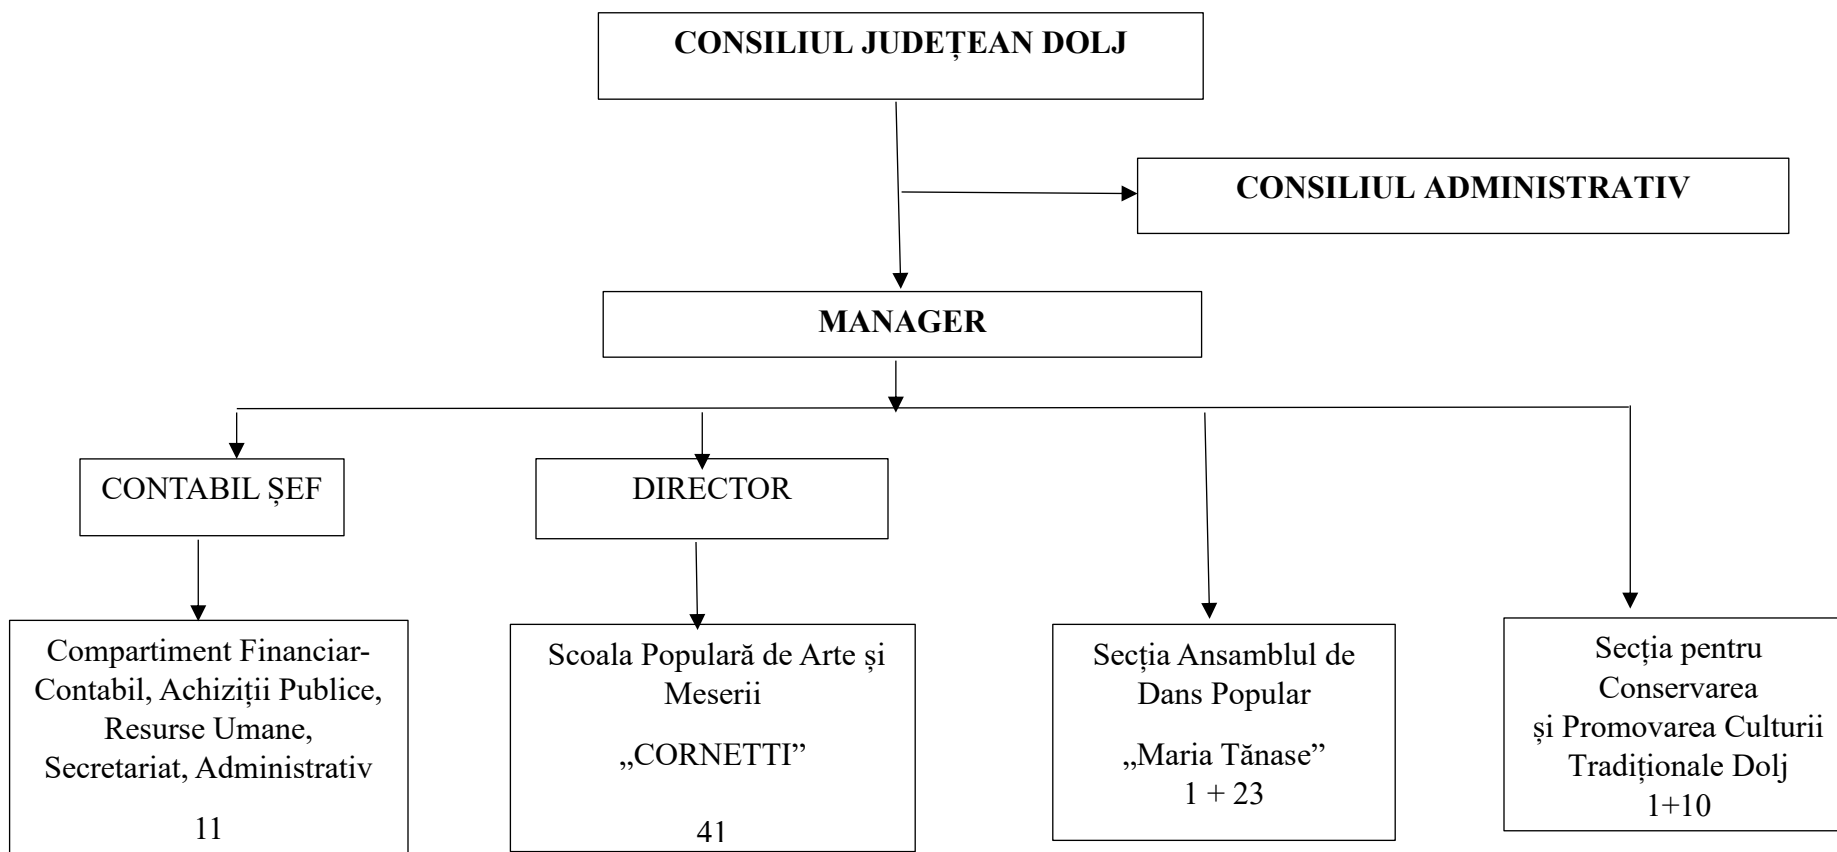 CONSILIUL JUDEȚEAN DOLJ
CONSILIUL ADMINISTRATIV
MANAGER
CONTABIL ȘEF
DIRECTOR
Compartiment Financiar-
Contabil, Achiziții Publice,
Resurse Umane,
Secretariat, Administrativ
11
Scoala Populară de Arte și
Meserii
„CORNETTI”
41
Secția Ansamblul de
Dans Popular
„Maria Tănase”
1 + 23
Secția pentru
Conservarea
și Promovarea Culturii
Tradiționale Dolj
1+10